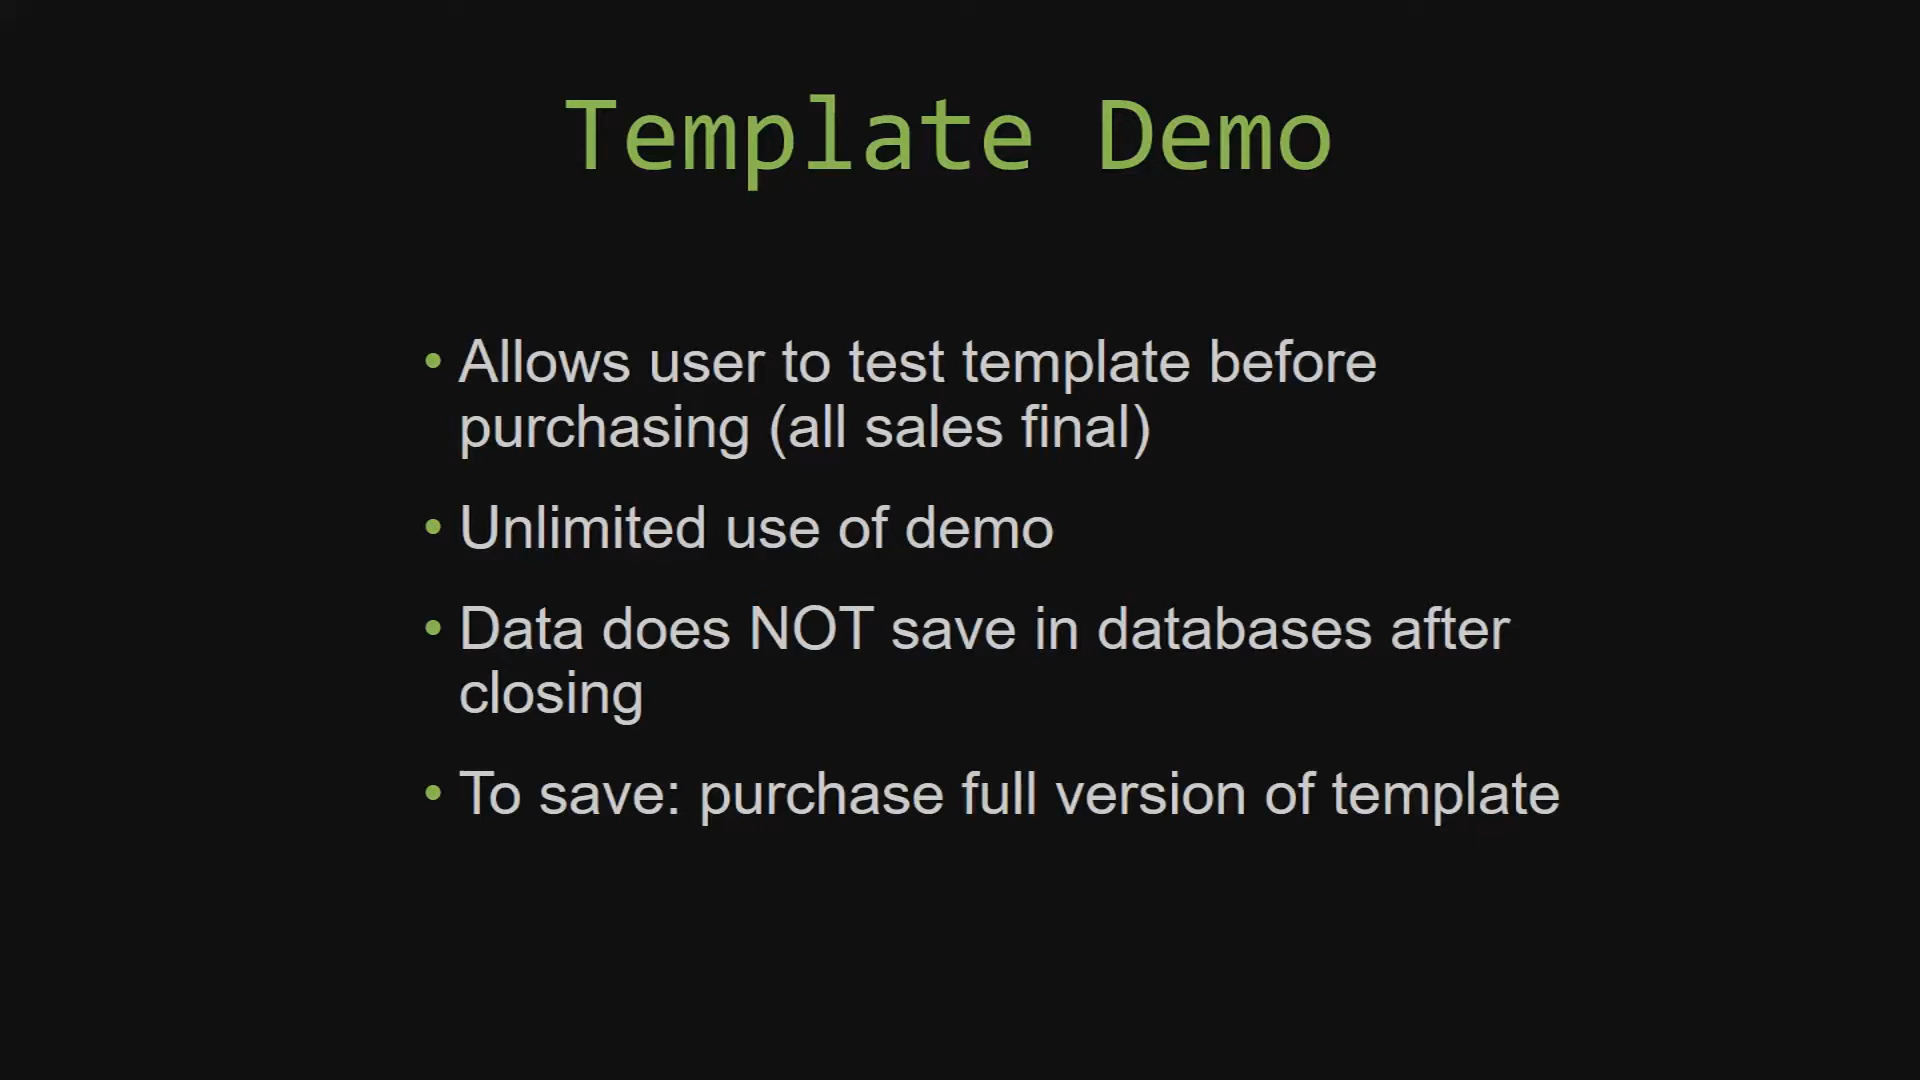 Template Demo
• Allows user to test template before
purchasing (all sales final)
• Unlimited use of demo
• Data does NOT save in databases after
closing
• To save: purchase full version of template